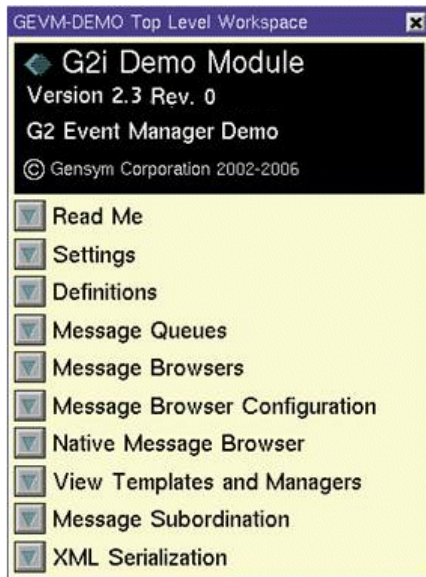 GEVM-DEMO Top Level Workspace
G2i Demo Module
Version 2.3 Rev. 0
G2 Event Manager Demo
© Gensym Corporation 2002-2006
Read Me
Settings
Definitions
Message Queues
Message Browsers
Message Browser Configuration
Native Message Browser
View Templates and Managers
Message Subordination
XML Serialization